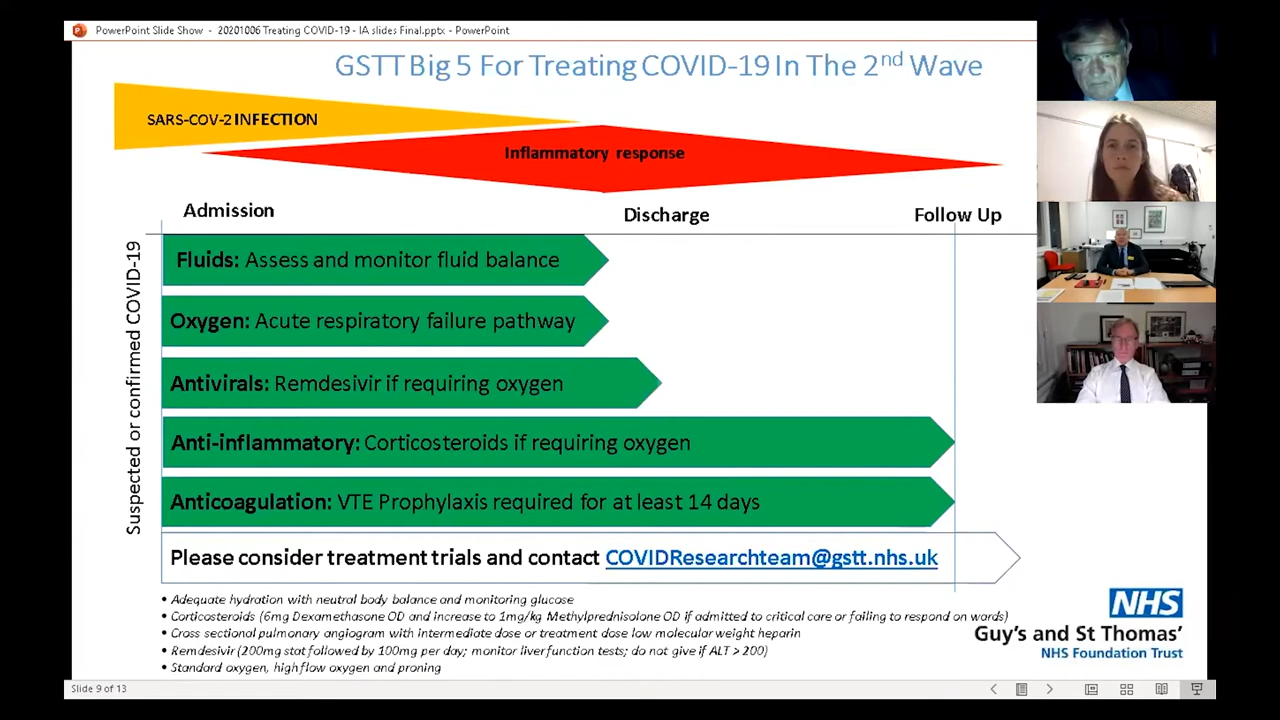 PowerPoint Slide Show - 20201006 Treating COVID-19 - IA slides Final.pptx - PowerPoint
GSTT Big 5 For Treating COVID-19 In The 2nd Wave
SARS-COV-2 INFECTION
Inflammatory response
Admission
Discharge
Follow Up
Suspected or confirmed COVID-19
Fluids: Assess and monitor fluid balance
Oxygen: Acute respiratory failure pathway
Antivirals: Remdesivir if requiring oxygen
Anti-inflammatory: Corticosteroids if requiring oxygen
Anticoagulation: VTE Prophylaxis required for at least 14 days
Please consider treatment trials and contact COVIDResearchteam@gstt.nhs.uk
• Adequate hydration with neutral body balance and monitoring glucose
• Corticosteroids (6mg Dexamethasone OD and increase to 1mg/kg Methylprednisolone OD if admitted to critical care or failing to respond on wards)
• Cross sectional pulmonary angiogram with intermediate dose or treatment dose low molecular weight heparin
• Remdesivir (200mg stat followed by 100mg per day; monitor liver function tests; do not give if ALT > 200)
• Standard oxygen, high flow oxygen and proning
NHS
Guy's and St Thomas'
NHS Foundation Trust
Slide 9 of 13